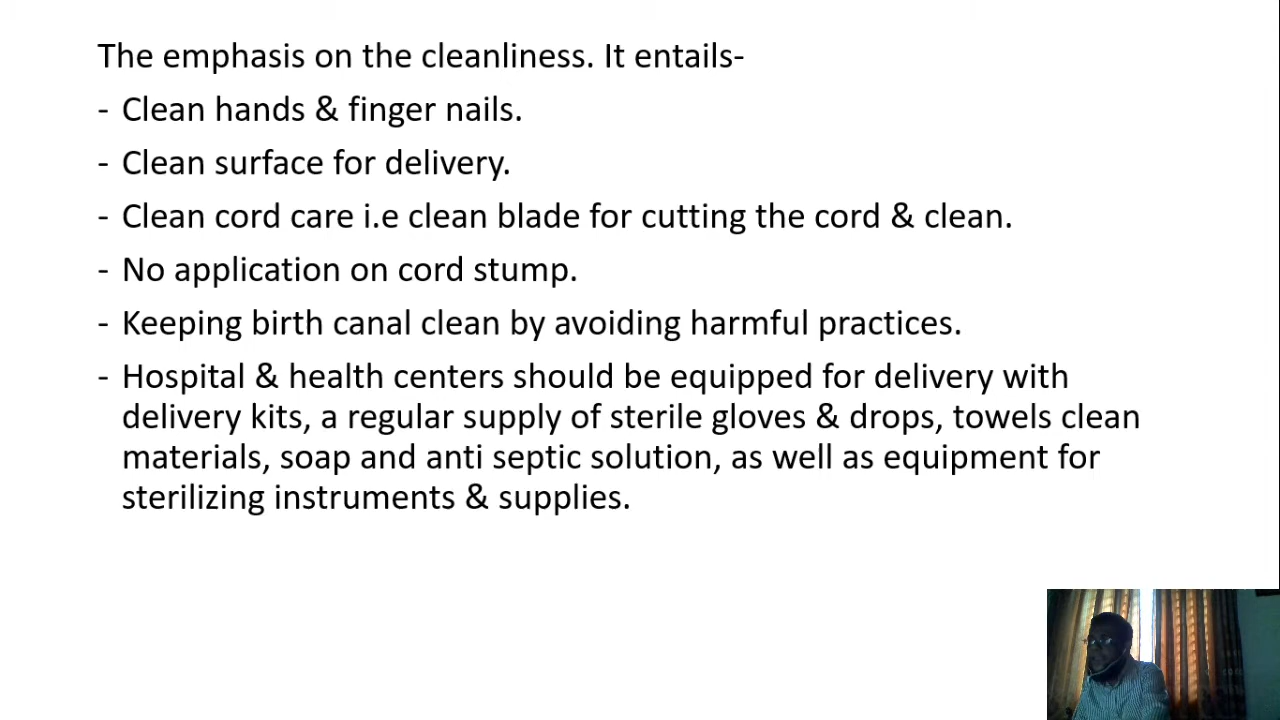 The emphasis on the cleanliness. It entails-
- Clean hands & finger nails.
- Clean surface for delivery.
- Clean cord care i.e clean blade for cutting the cord & clean.
- No application on cord stump.
- Keeping birth canal clean by avoiding harmful practices.
- Hospital & health centers should be equipped for delivery with
delivery kits, a regular supply of sterile gloves & drops, towels clean
materials, soap and anti septic solution, as well as equipment for
sterilizing instruments & supplies.